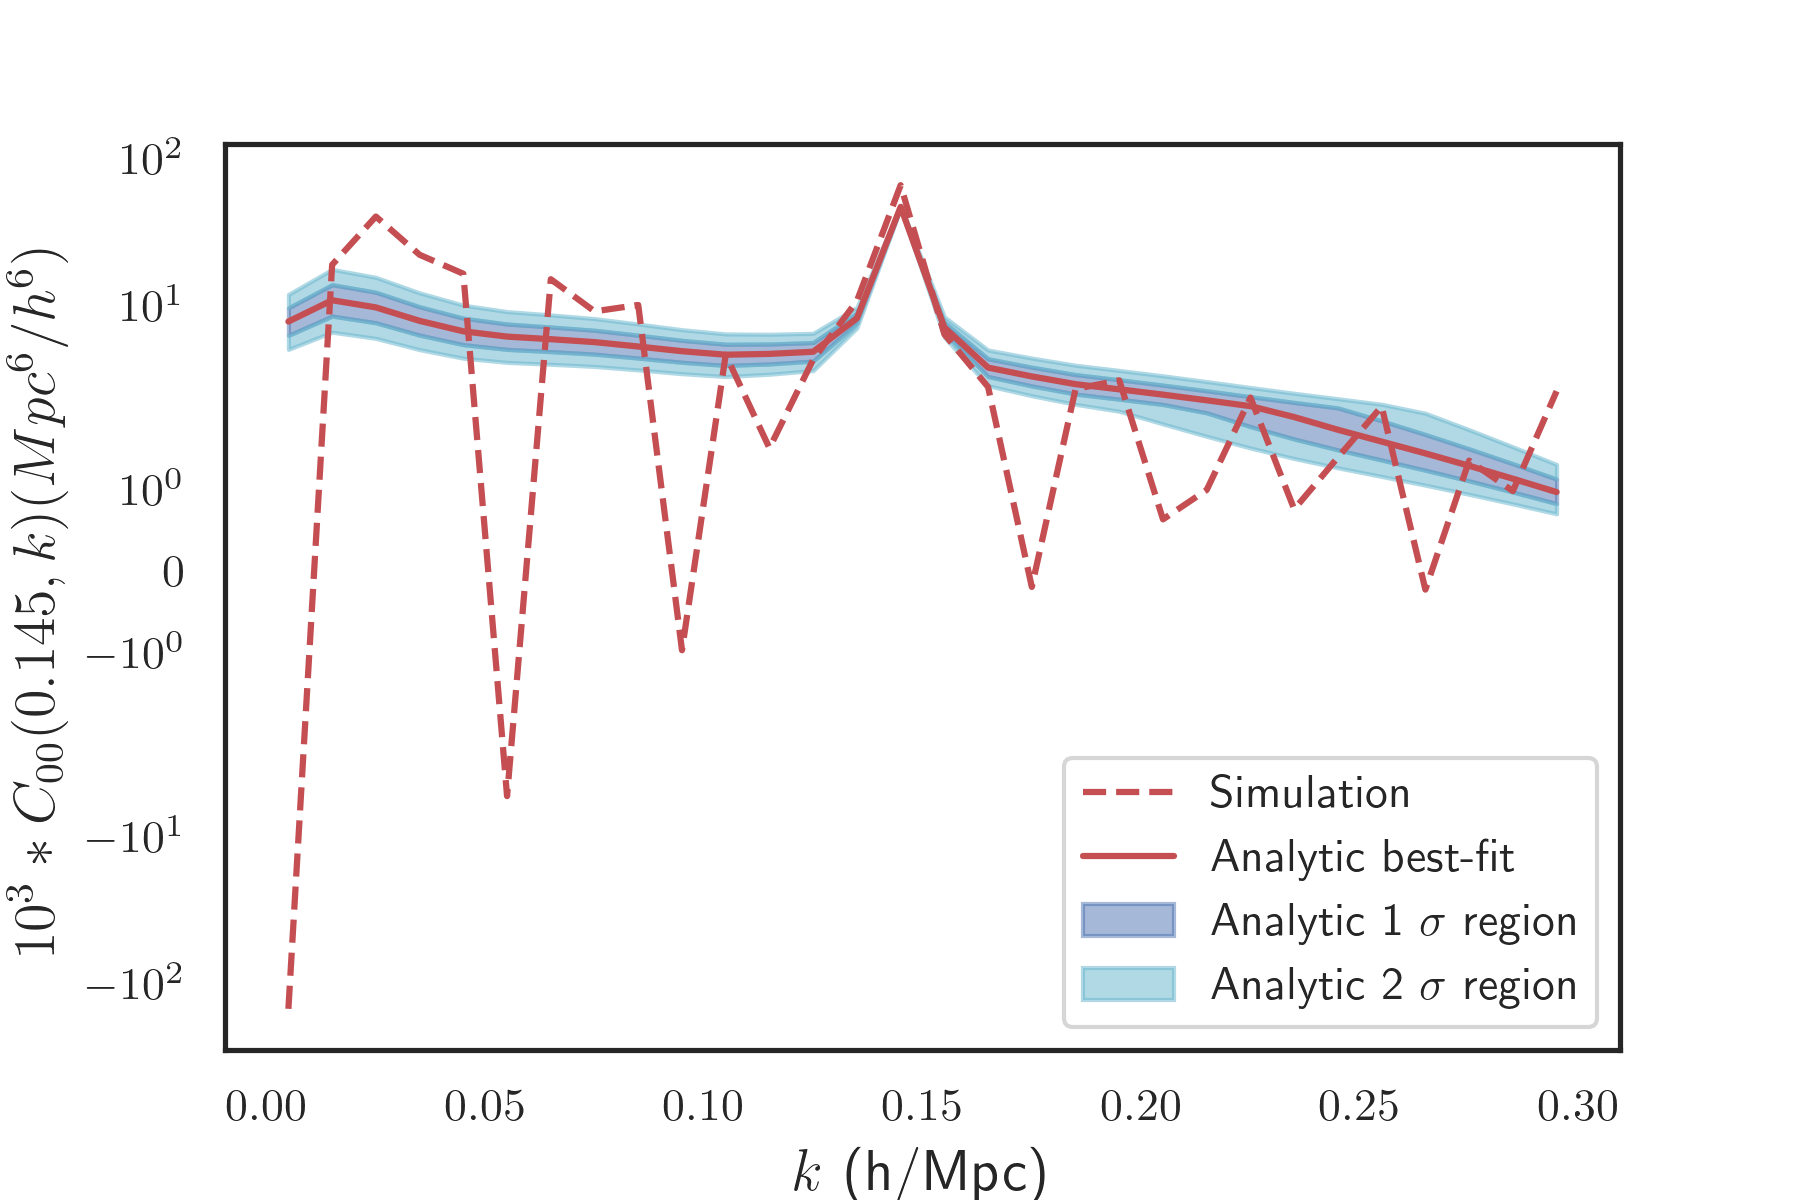 10^3 * C_00(0.145, k)(Mpc^6/h^6)
10^2
10^1
10^0
0
−10^0
−10^1
−10^2
Simulation
Analytic best-fit
Analytic 1 σ region
Analytic 2 σ region
0.00 0.05 0.10 0.15 0.20 0.25 0.30
k (h/Mpc)